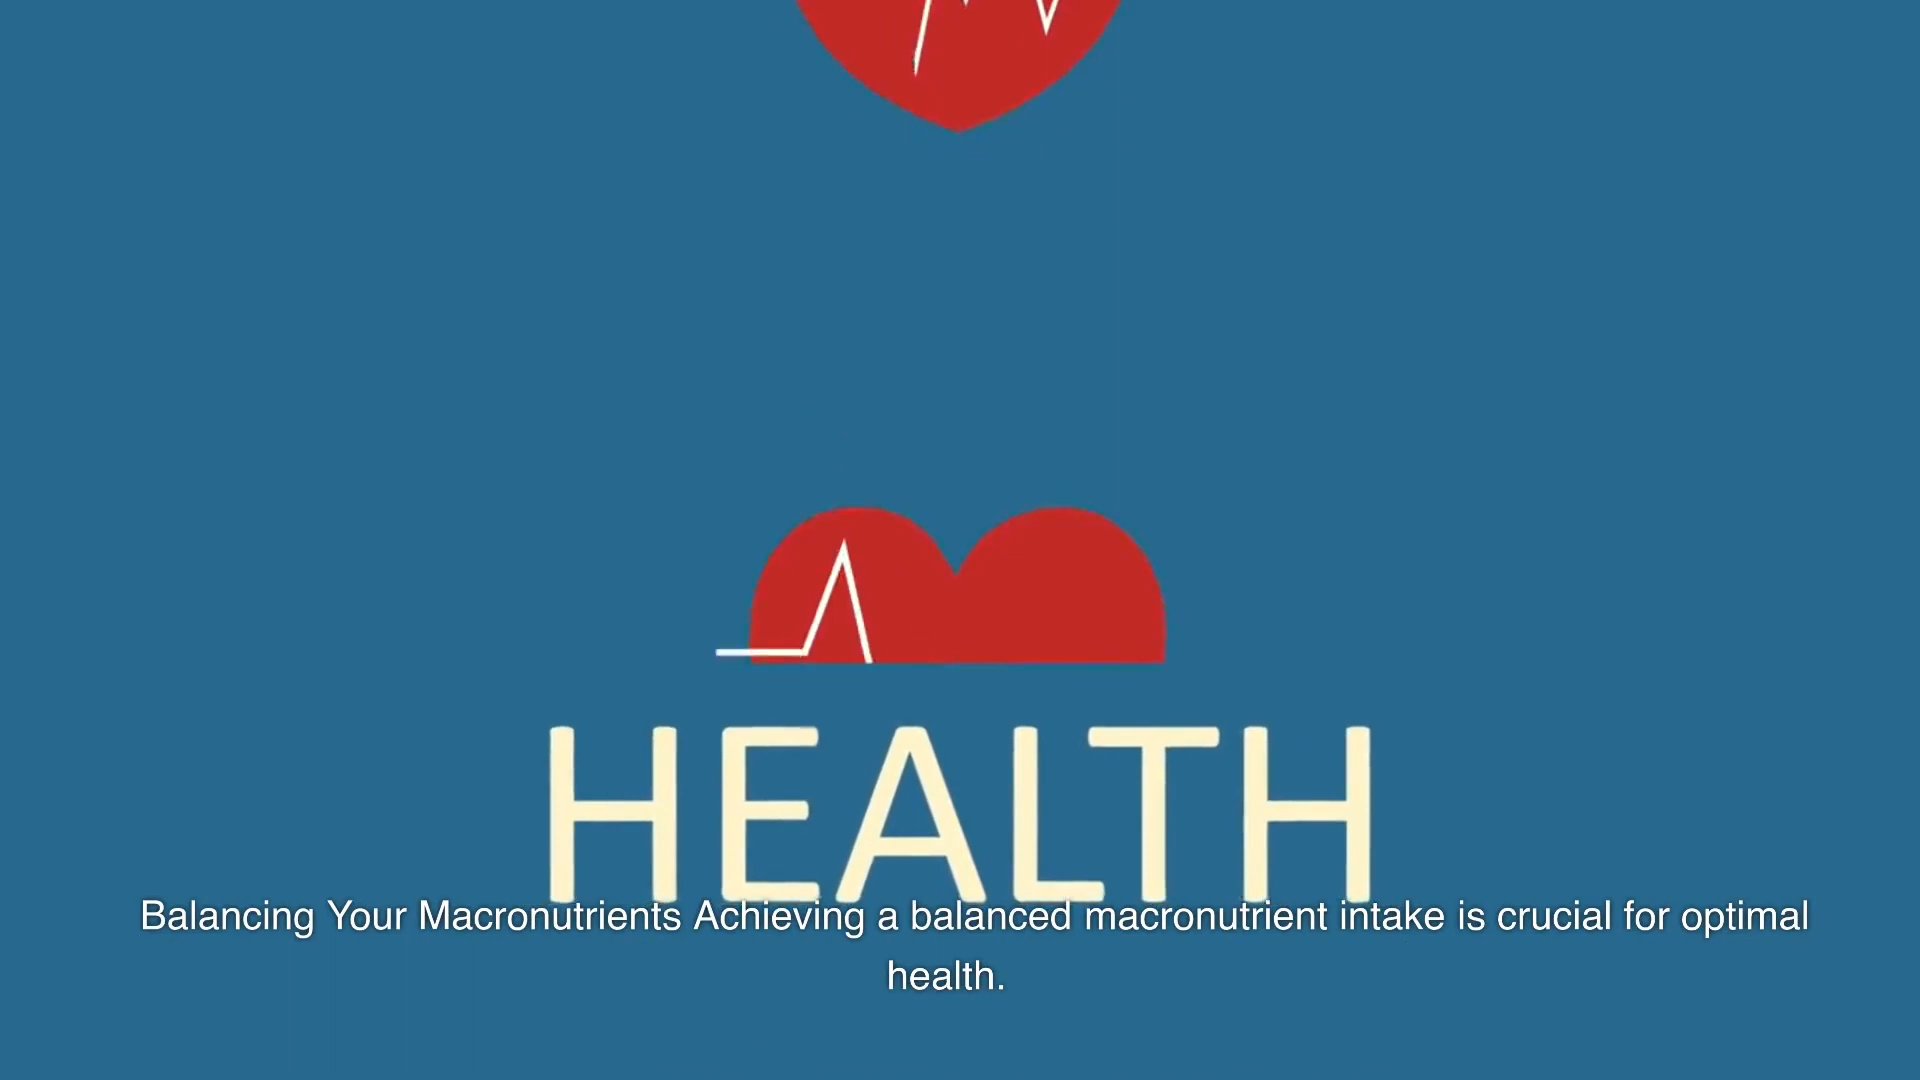 HEALTH
Balancing Your Macronutrients Achieving a balanced macronutrient intake is crucial for optimal
health.